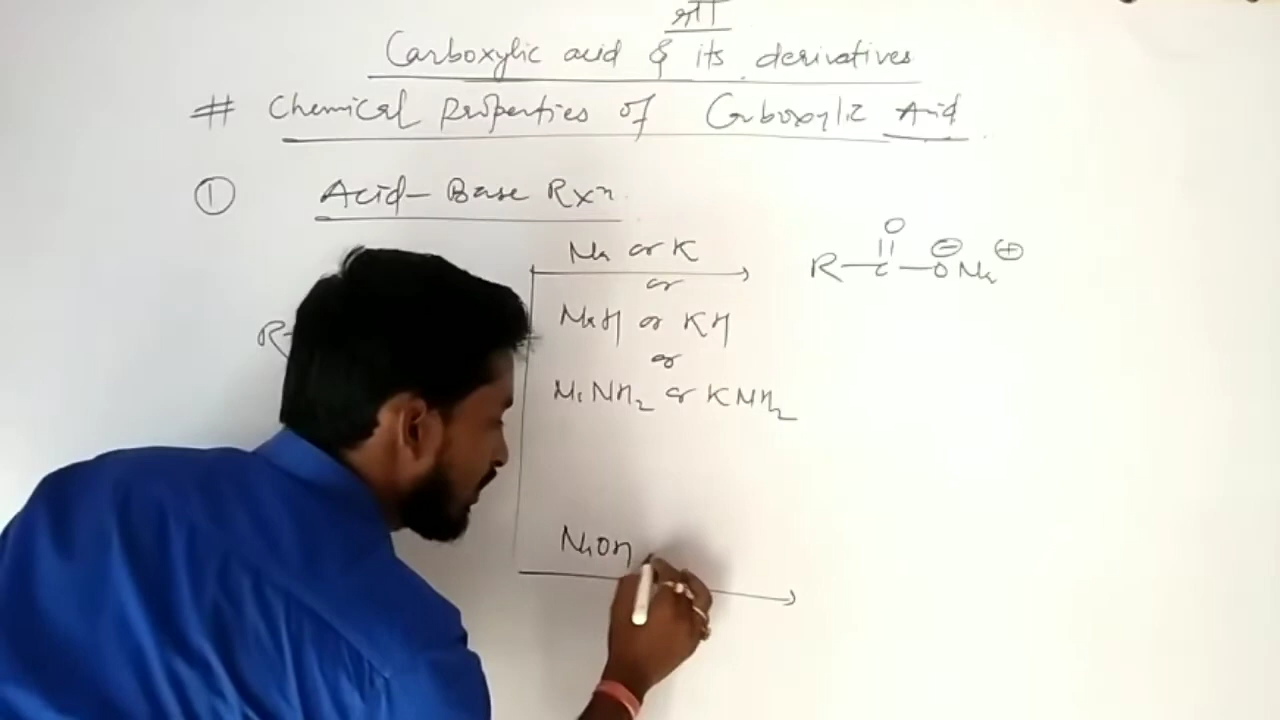 श्री
Carboxylic acid & its derivatives
# Chemical Properties of Carboxylic Acid
① Acid-Base Rxn
Na or K
or
NaH or KH
or
NaNH₂ or KNH₂
NaOH
R
O
||
R—C—O⊖Na⊕